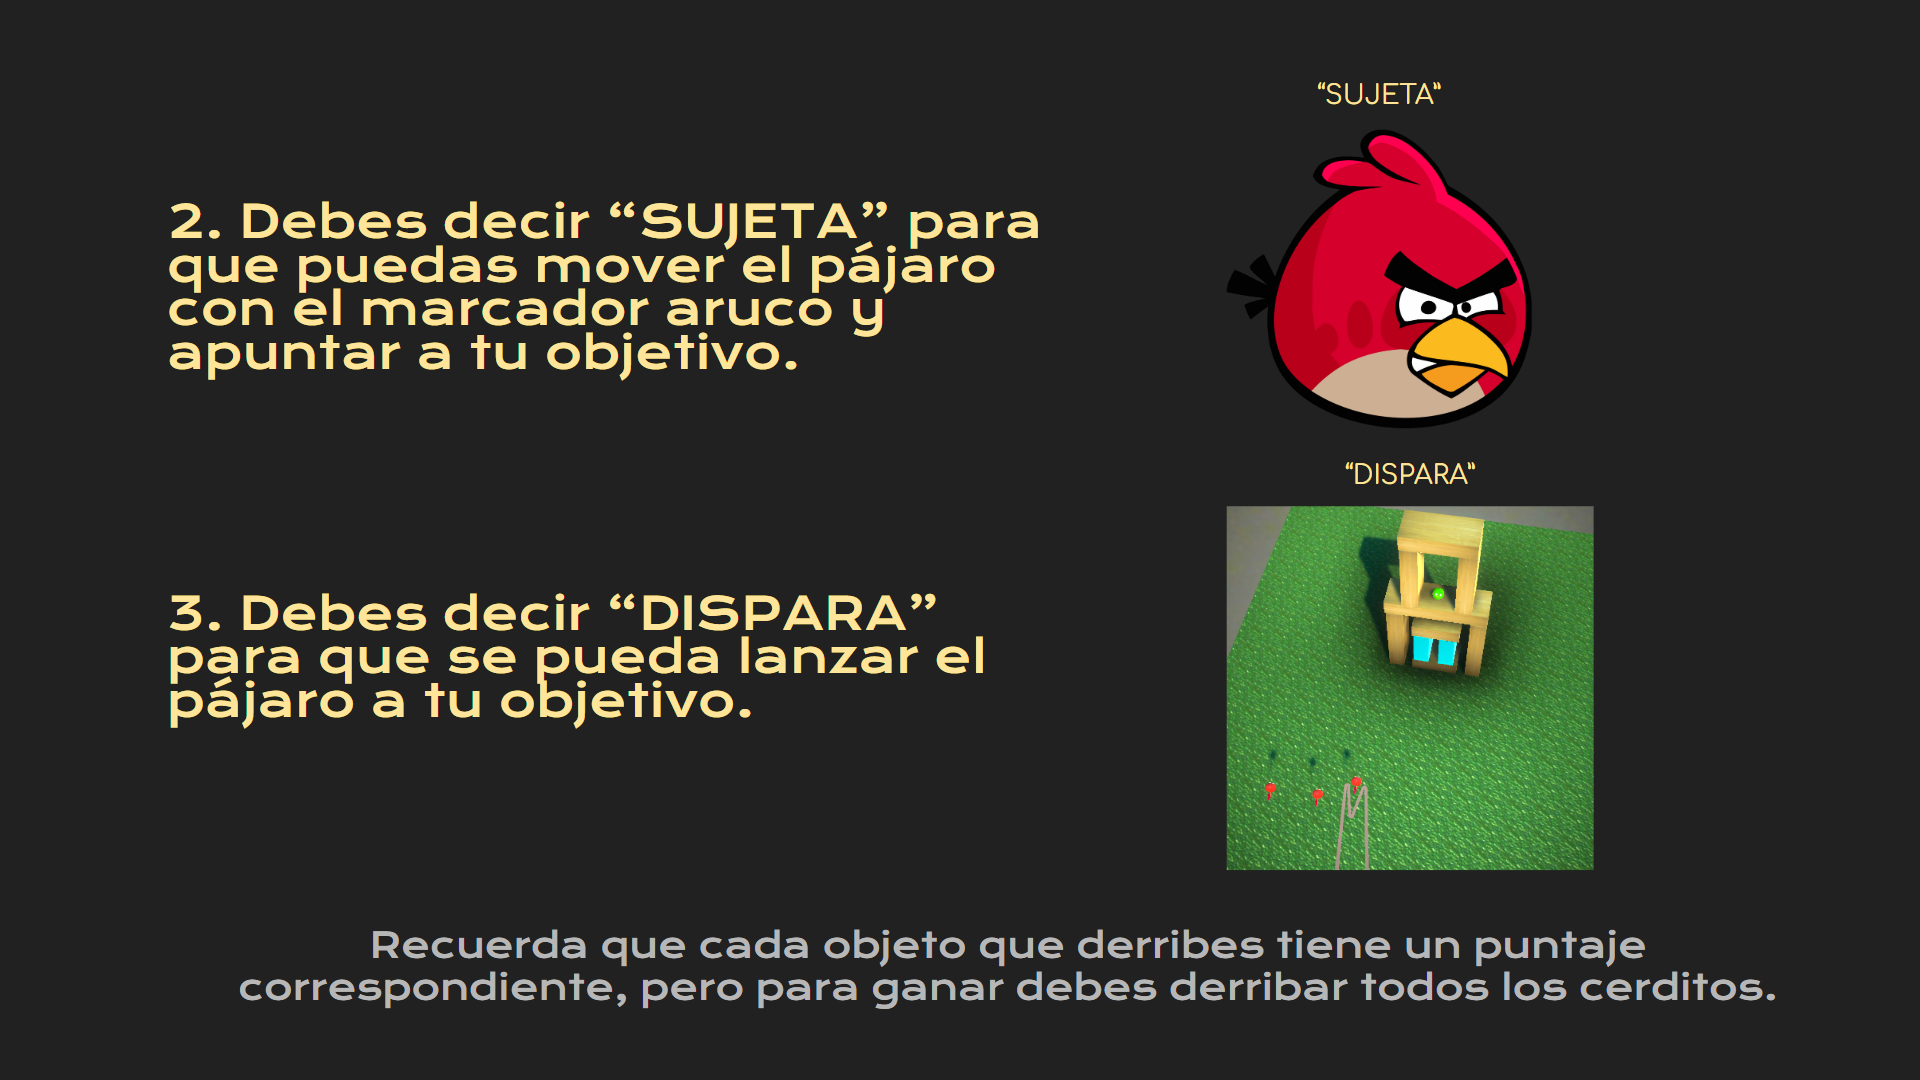 “SUJETA”
2. Debes decir “SUJETA” para
que puedas mover el pájaro
con el marcador aruco y
apuntar a tu objetivo.
“DISPARA”
3. Debes decir “DISPARA”
para que se pueda lanzar el
pájaro a tu objetivo.
Recuerda que cada objeto que derribes tiene un puntaje
correspondiente, pero para ganar debes derribar todos los cerditos.